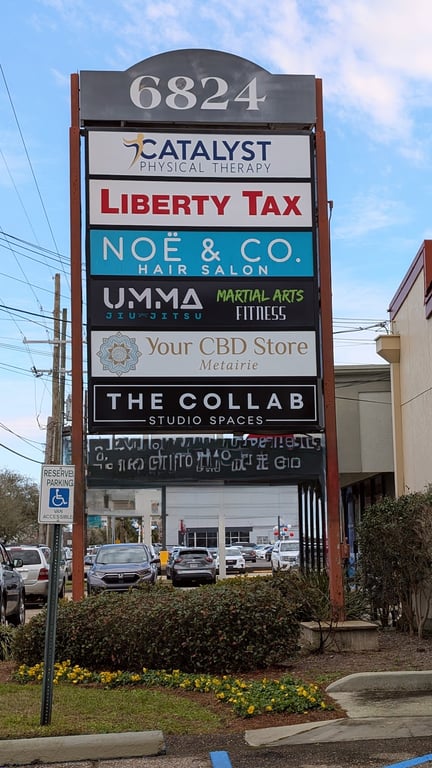 6824
CATALYST
PHYSICAL THERAPY
LIBERTY TAX
NOË & CO.
HAIR SALON
UMMA
JIU JITSU
MARTIAL ARTS
FITNESS
Your CBD Store
Metairie
THE COLLAB
STUDIO SPACES
RESERVED
PARKING
VAN
ACCESSIBLE